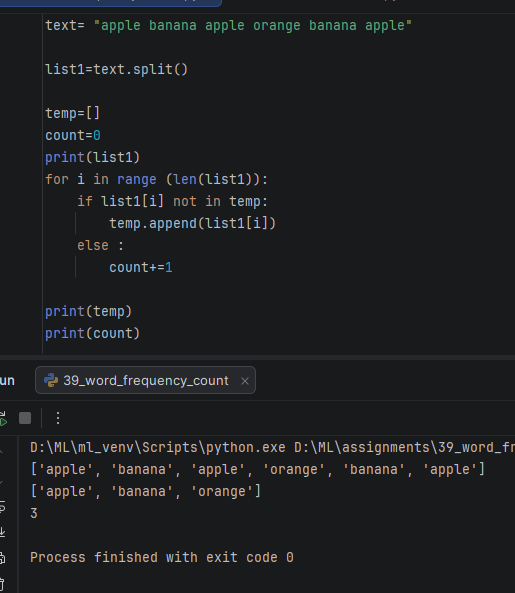 text= "apple banana apple orange banana apple"
list1=text.split()
temp=[]
count=0
print(list1)
for i in range (len(list1)):
    if list1[i] not in temp:
        temp.append(list1[i])
    else :
        count+=1
print(temp)
print(count)
un
39_word_frequency_count
D:\ML\ml_venv\Scripts\python.exe D:\ML\assignments\39_word_fr
['apple', 'banana', 'apple', 'orange', 'banana', 'apple']
['apple', 'banana', 'orange']
3
Process finished with exit code 0